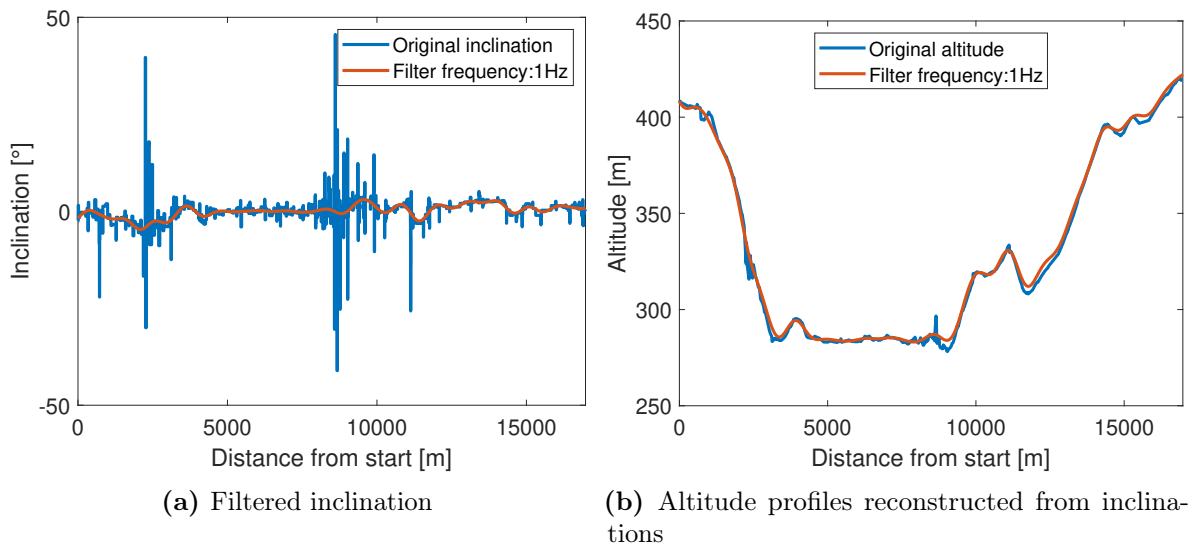 50
0
-50
Inclination [°]
Original inclination
Filter frequency:1Hz
0
5000
10000
15000
Distance from start [m]
(a) Filtered inclination
450
400
350
300
250
Altitude [m]
Original altitude
Filter frequency:1Hz
0
5000
10000
15000
Distance from start [m]
(b) Altitude profiles reconstructed from inclina-
tions